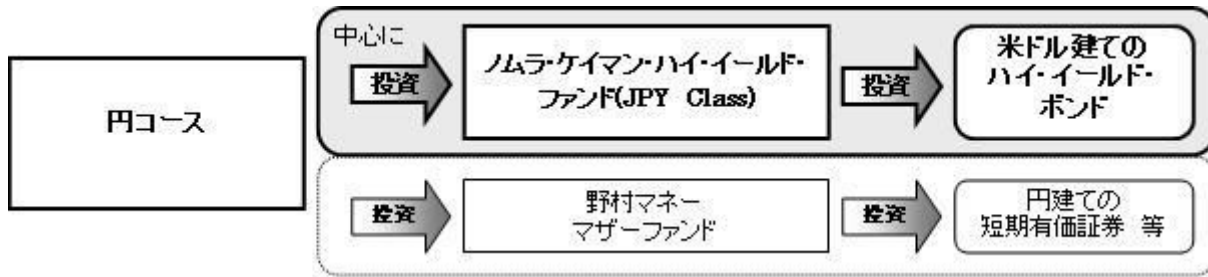 円コース
中心に
投資
ノムラ・ケイマン・ハイ・イールド・
ファンド(JPY Class)
投資
米ドル建ての
ハイ・イールド・
ボンド
投資
野村マネー
マザーファンド
投資
円建ての
短期有価証券 等